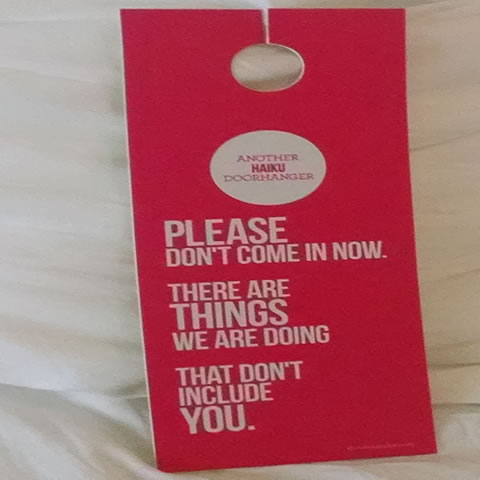 ANOTHER
HAIKU
DOORHANGER
PLEASE
DON'T COME IN NOW.
THERE ARE
THINGS
WE ARE DOING
THAT DON'T
INCLUDE
YOU.